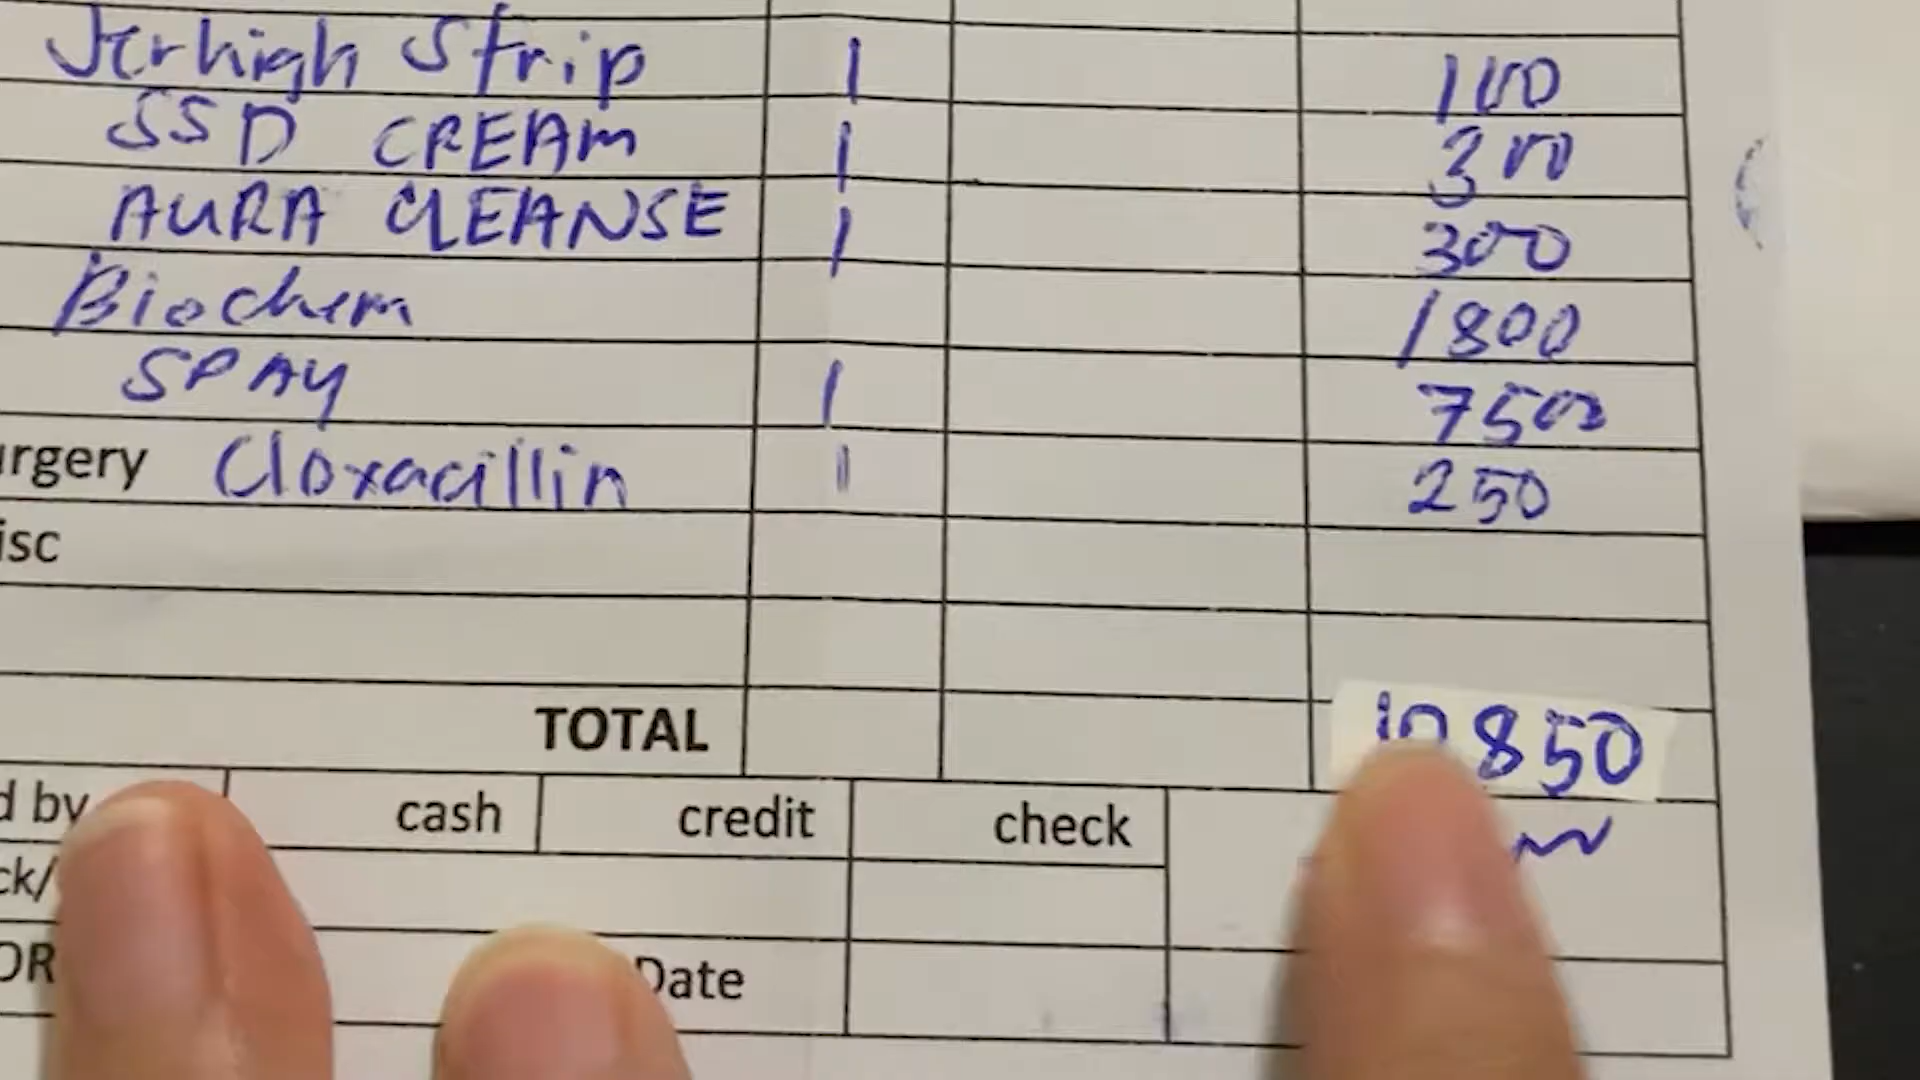 Jerhigh Strip 1 100
SSD CREAM 1 300
AURA CLEANSE 1 300
Biochem 1800
SPAY 1 7500
urgery Cloxacillin 1 250
isc
TOTAL 10850
d by cash credit check
ck/
OR Date